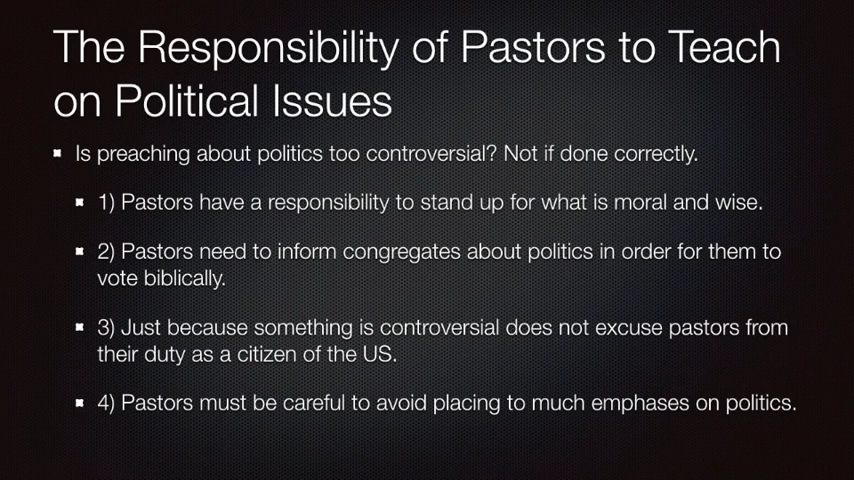 The Responsibility of Pastors to Teach
on Political Issues
Is preaching about politics too controversial? Not if done correctly.
1) Pastors have a responsibility to stand up for what is moral and wise.
2) Pastors need to inform congregates about politics in order for them to
vote biblically.
3) Just because something is controversial does not excuse pastors from
their duty as a citizen of the US.
4) Pastors must be careful to avoid placing to much emphases on politics.